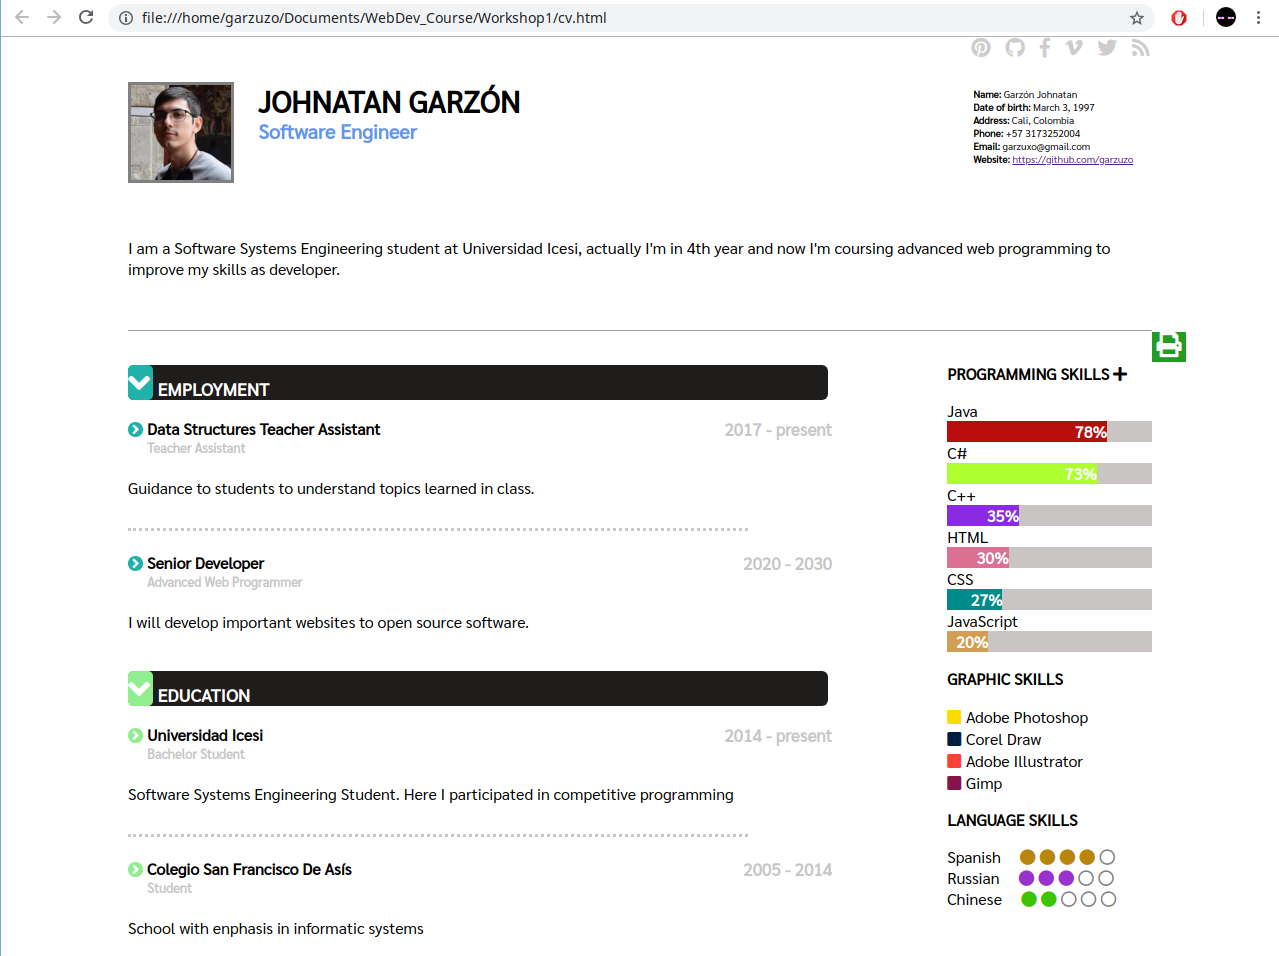 file:///home/garzuzo/Documents/WebDev_Course/Workshop1/cv.html
JOHNATAN GARZÓN
Software Engineer
Name: Garzón Johnatan
Date of birth: March 3, 1997
Address: Cali, Colombia
Phone: +57 3173252004
Email: garzuxo@gmail.com
Website: https://github.com/garzuzo
I am a Software Systems Engineering student at Universidad Icesi, actually I'm in 4th year and now I'm coursing advanced web programming to
improve my skills as developer.
EMPLOYMENT
Data Structures Teacher Assistant 2017 - present
Teacher Assistant
Guidance to students to understand topics learned in class.
Senior Developer 2020 - 2030
Advanced Web Programmer
I will develop important websites to open source software.
EDUCATION
Universidad Icesi 2014 - present
Bachelor Student
Software Systems Engineering Student. Here I participated in competitive programming
Colegio San Francisco De Asís 2005 - 2014
Student
School with enphasis in informatic systems
PROGRAMMING SKILLS
Java
78%
C#
73%
C++
35%
HTML
30%
CSS
27%
JavaScript
20%
GRAPHIC SKILLS
Adobe Photoshop
Corel Draw
Adobe Illustrator
Gimp
LANGUAGE SKILLS
Spanish
Russian
Chinese